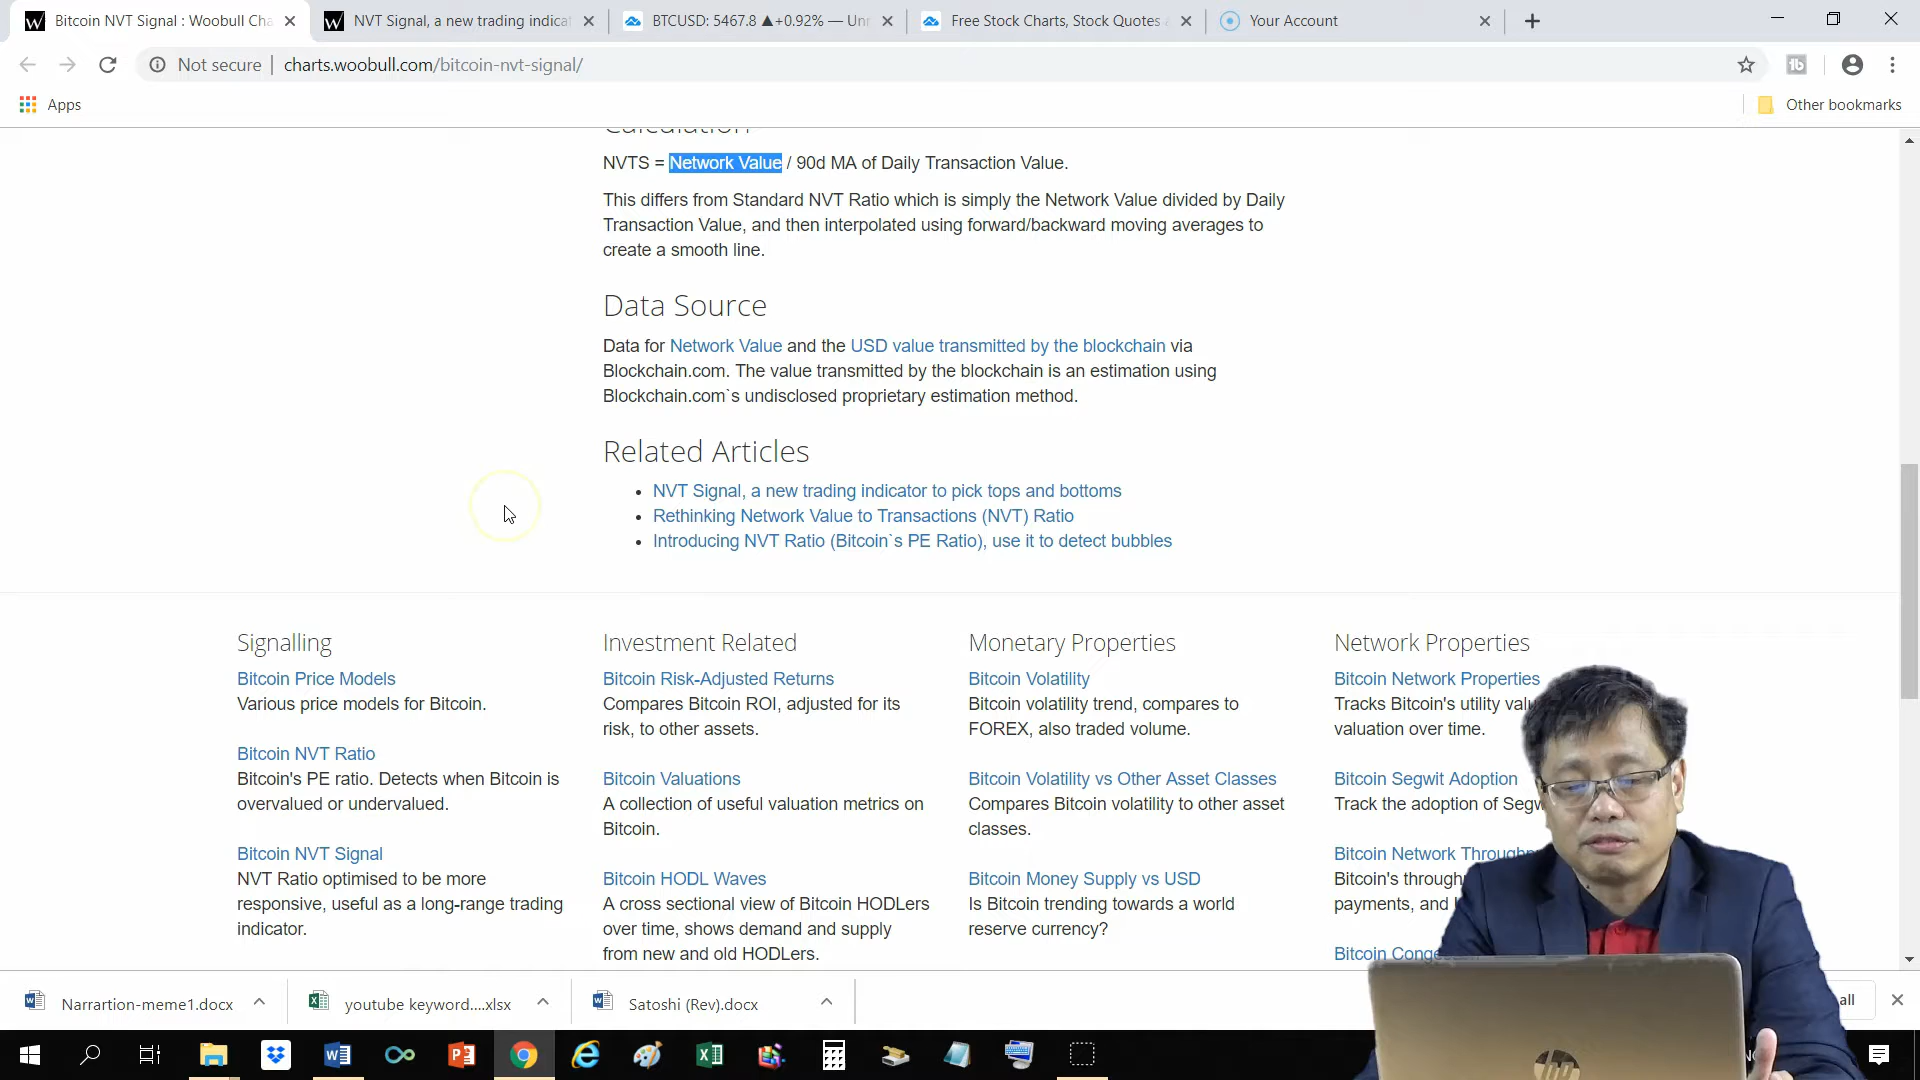 Bitcoin NVT Signal : Woobull Cha
NVT Signal, a new trading indicat
BTCUSD: 5467.8 ▲+0.92% — Unn
Free Stock Charts, Stock Quotes
Your Account
Not secure | charts.woobull.com/bitcoin-nvt-signal/
Apps
Other bookmarks
Calculation
NVTS = Network Value / 90d MA of Daily Transaction Value.
This differs from Standard NVT Ratio which is simply the Network Value divided by Daily
Transaction Value, and then interpolated using forward/backward moving averages to
create a smooth line.
Data Source
Data for Network Value and the USD value transmitted by the blockchain via
Blockchain.com. The value transmitted by the blockchain is an estimation using
Blockchain.com`s undisclosed proprietary estimation method.
Related Articles
• NVT Signal, a new trading indicator to pick tops and bottoms
• Rethinking Network Value to Transactions (NVT) Ratio
• Introducing NVT Ratio (Bitcoin`s PE Ratio), use it to detect bubbles
Signalling
Bitcoin Price Models
Various price models for Bitcoin.
Bitcoin NVT Ratio
Bitcoin's PE ratio. Detects when Bitcoin is
overvalued or undervalued.
Bitcoin NVT Signal
NVT Ratio optimised to be more
responsive, useful as a long-range trading
indicator.
Investment Related
Bitcoin Risk-Adjusted Returns
Compares Bitcoin ROI, adjusted for its
risk, to other assets.
Bitcoin Valuations
A collection of useful valuation metrics on
Bitcoin.
Bitcoin HODL Waves
A cross sectional view of Bitcoin HODLers
over time, shows demand and supply
from new and old HODLers.
Monetary Properties
Bitcoin Volatility
Bitcoin volatility trend, compares to
FOREX, also traded volume.
Bitcoin Volatility vs Other Asset Classes
Compares Bitcoin volatility to other asset
classes.
Bitcoin Money Supply vs USD
Is Bitcoin trending towards a world
reserve currency?
Network Properties
Bitcoin Network Properties
Tracks Bitcoin's utility valu
valuation over time.
Bitcoin Segwit Adoption
Track the adoption of Segw
Bitcoin Network Through
Bitcoin's through
payments, and
Bitcoin Conge
Narrartion-meme1.docx
youtube keyword....xlsx
Satoshi (Rev).docx
all
hp